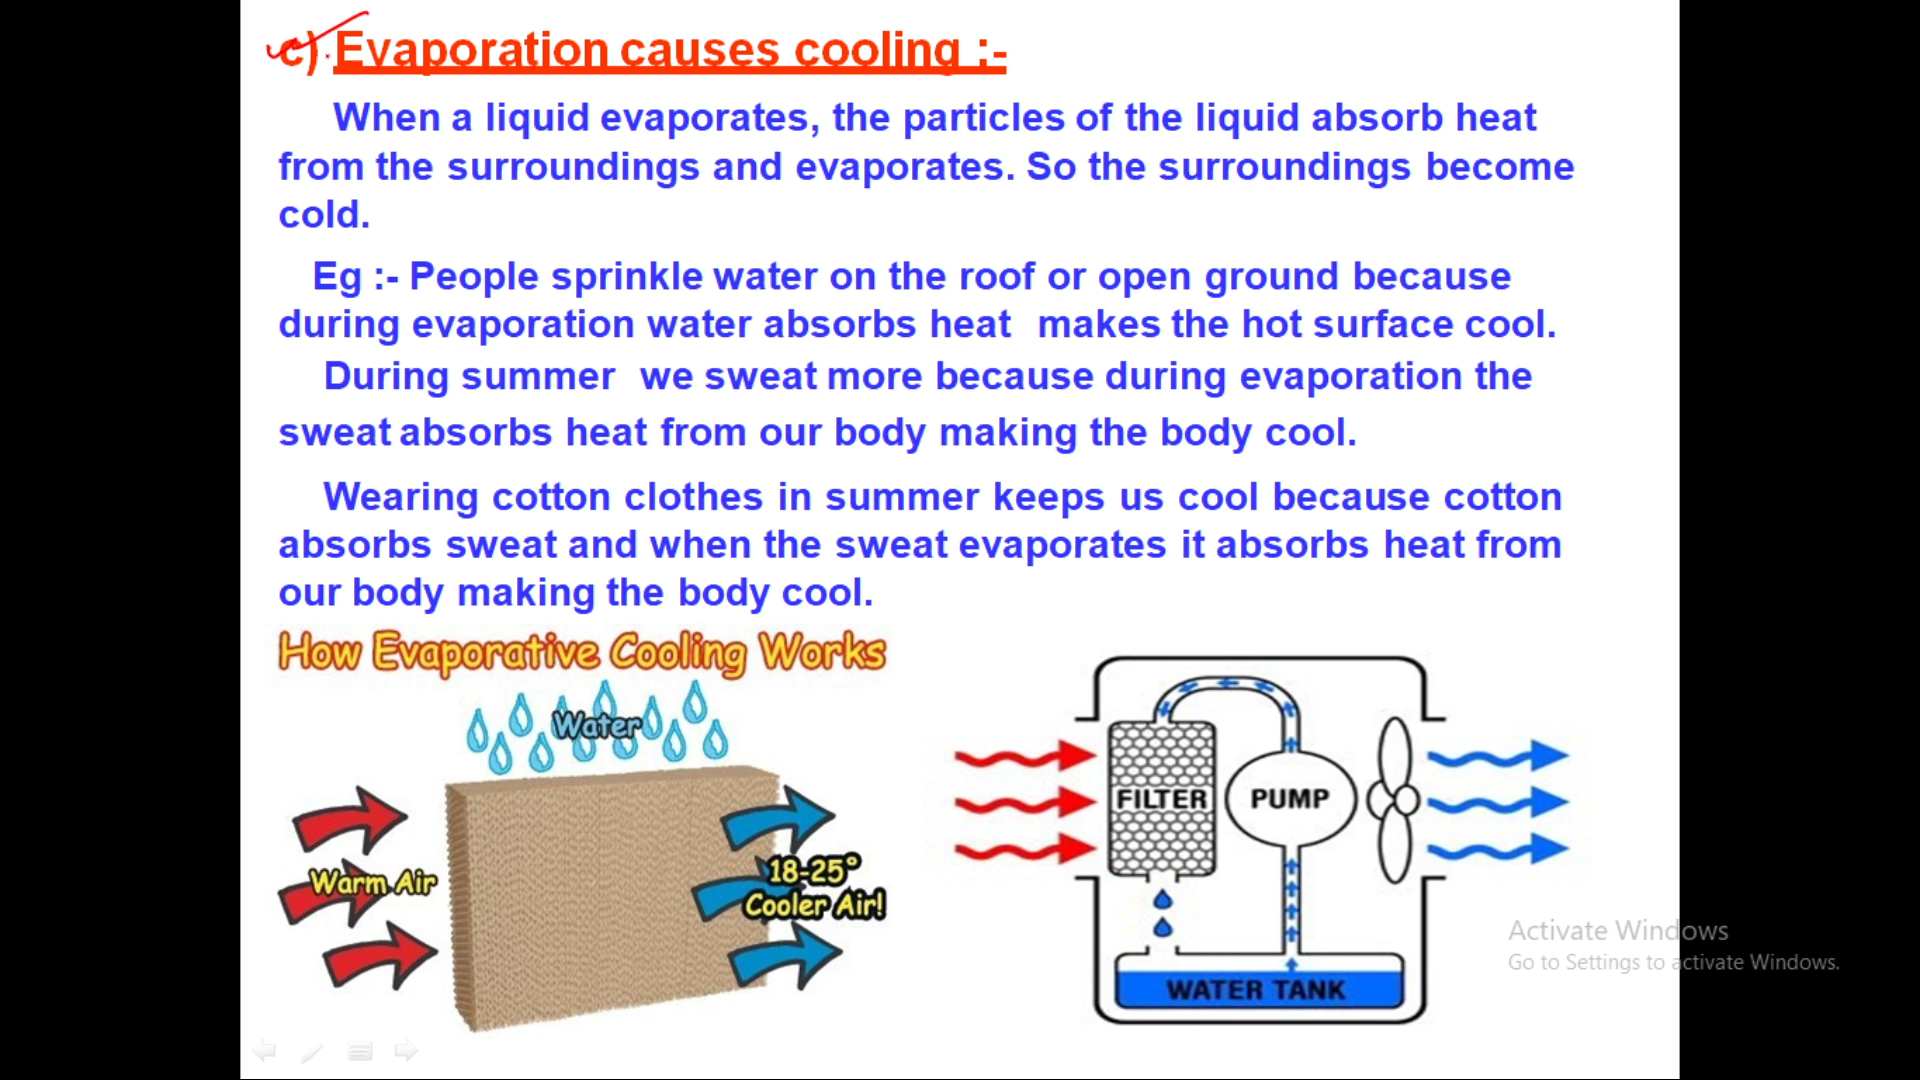 c) Evaporation causes cooling :-
When a liquid evaporates, the particles of the liquid absorb heat
from the surroundings and evaporates. So the surroundings become
cold.
Eg :- People sprinkle water on the roof or open ground because
during evaporation water absorbs heat makes the hot surface cool.
During summer we sweat more because during evaporation the
sweat absorbs heat from our body making the body cool.
Wearing cotton clothes in summer keeps us cool because cotton
absorbs sweat and when the sweat evaporates it absorbs heat from
our body making the body cool.
How Evaporative Cooling Works
Water
Warm Air
18-25°
Cooler Air!
FILTER
PUMP
WATER TANK
Activate Windows
Go to Settings to activate Windows.